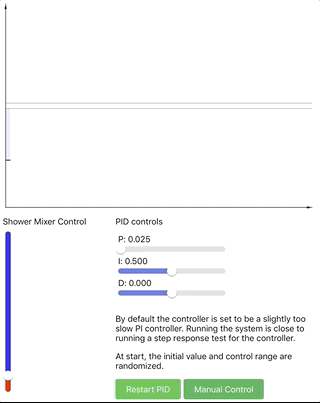 Shower Mixer Control
PID controls
P: 0.025
I: 0.500
D: 0.000
By default the controller is set to be a slightly too
slow PI controller. Running the system is close to
running a step response test for the controller.
At start, the initial value and control range are
randomized.
Restart PID
Manual Control